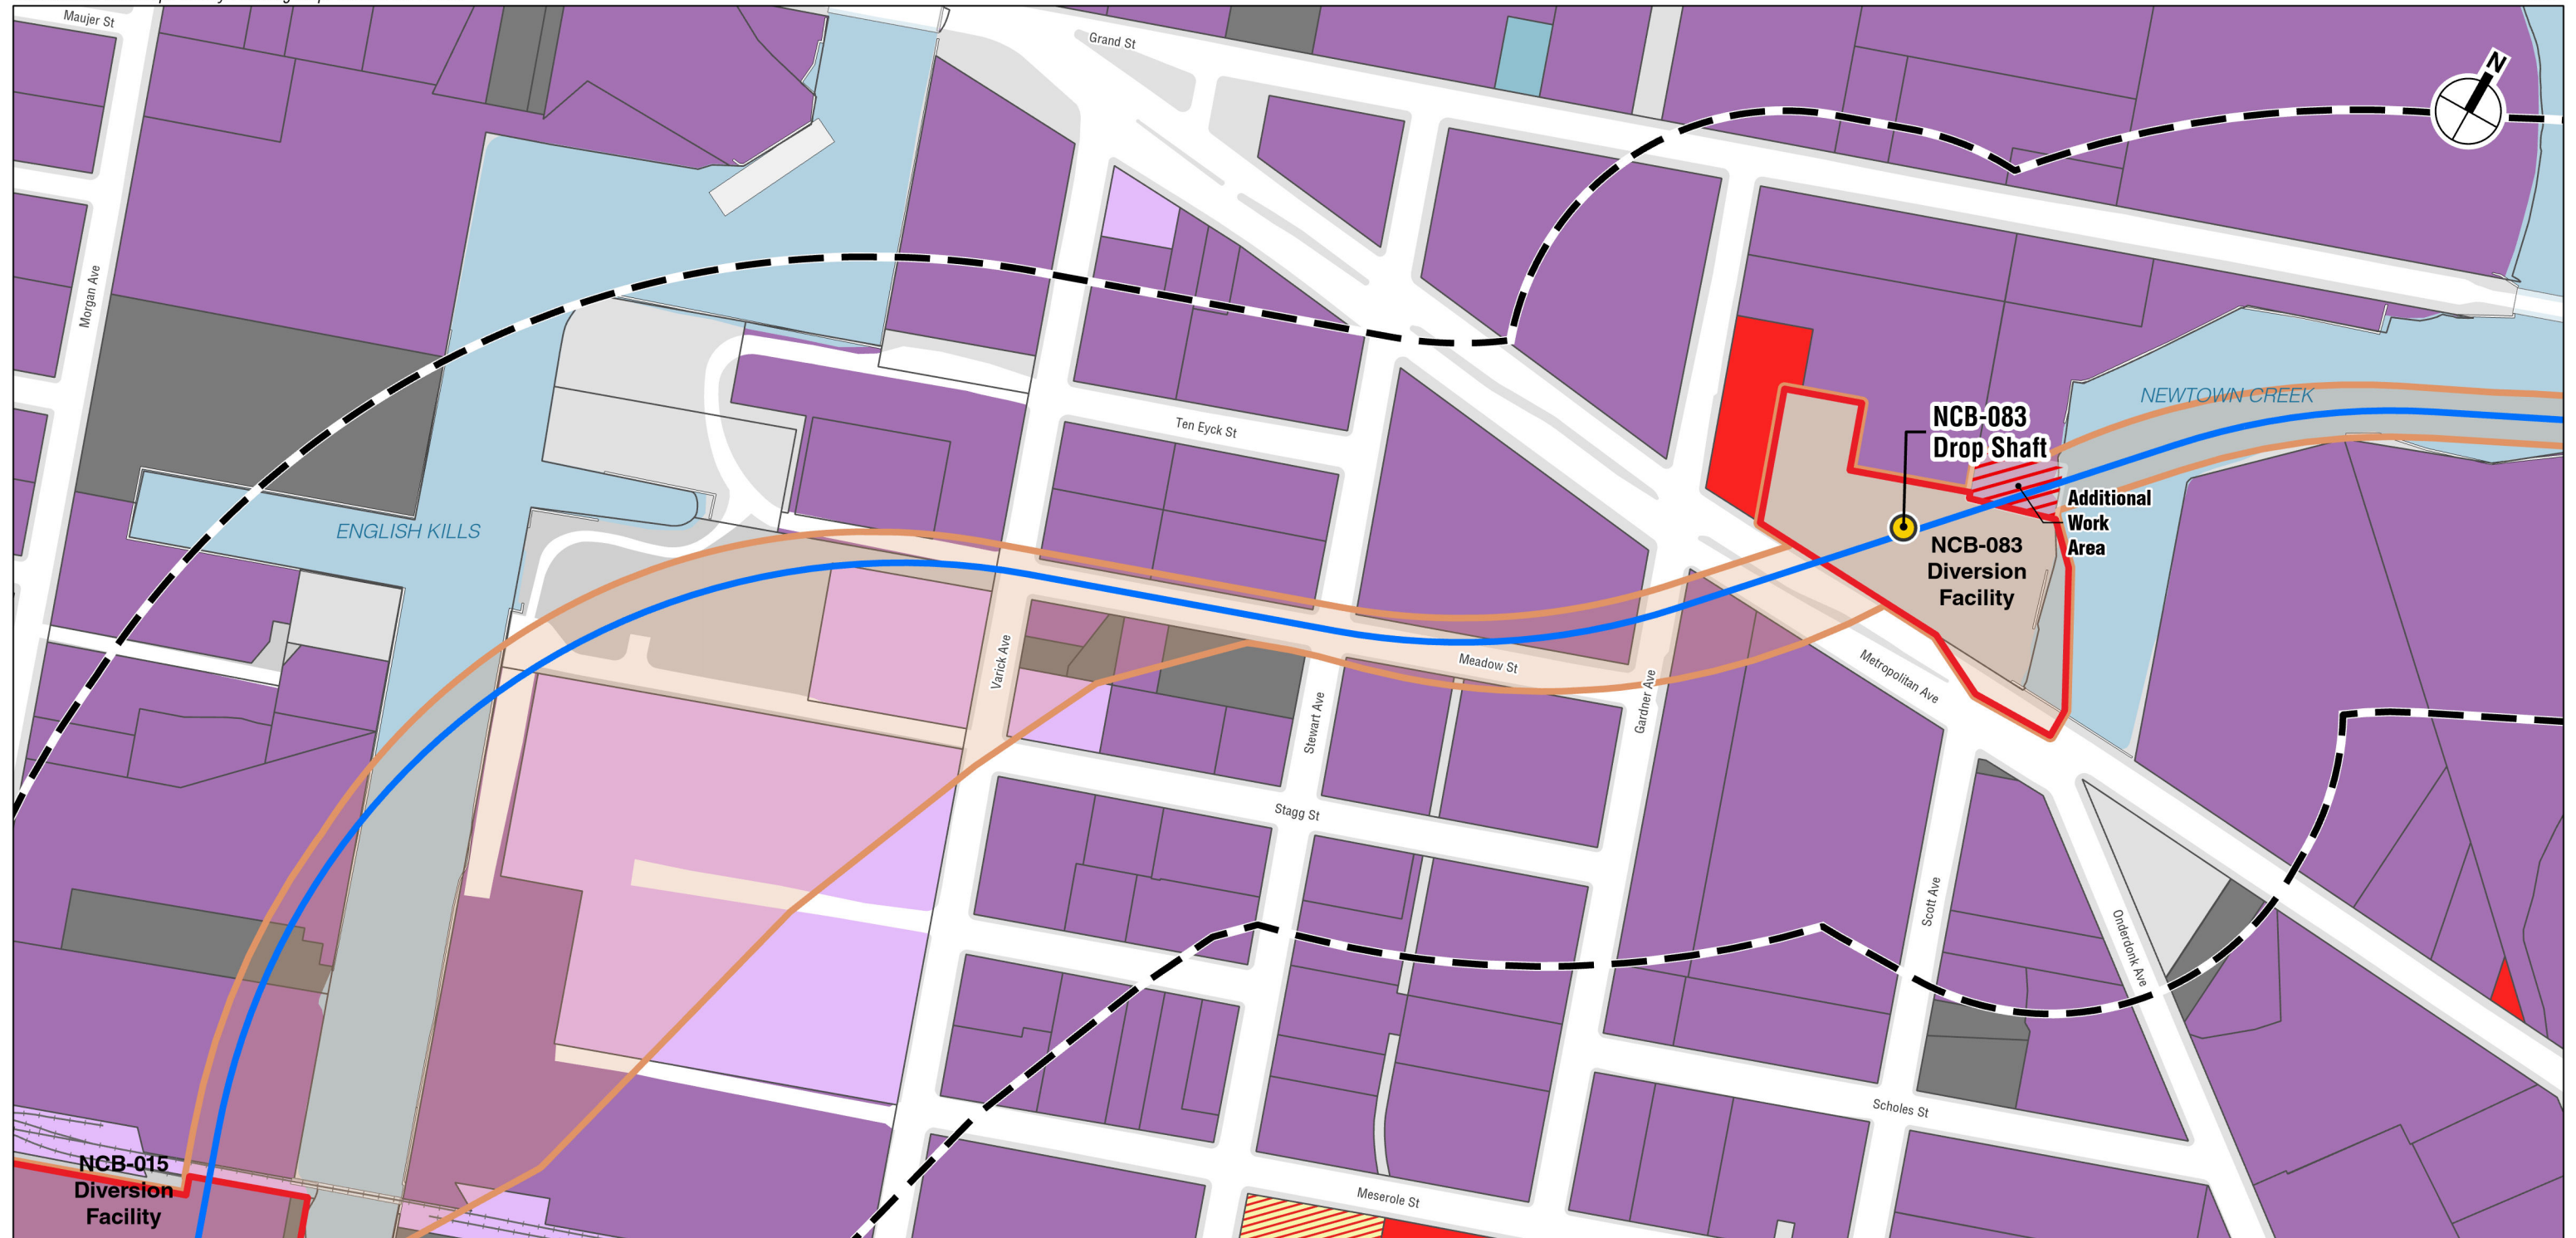 Maujer St
Grand St
N
Morgan Ave
NEWTOWN CREEK
NCB-083
Drop Shaft
Ten Eyck St
Additional
Work
Area
ENGLISH KILLS
NCB-083
Diversion
Facility
Varick Ave
Meadow St
Metropolitan Ave
Gardner Ave
Stewart Ave
Stagg St
Scott Ave
Onderdonk Ave
Scholes St
NCB-015
Diversion
Facility
Meserole St